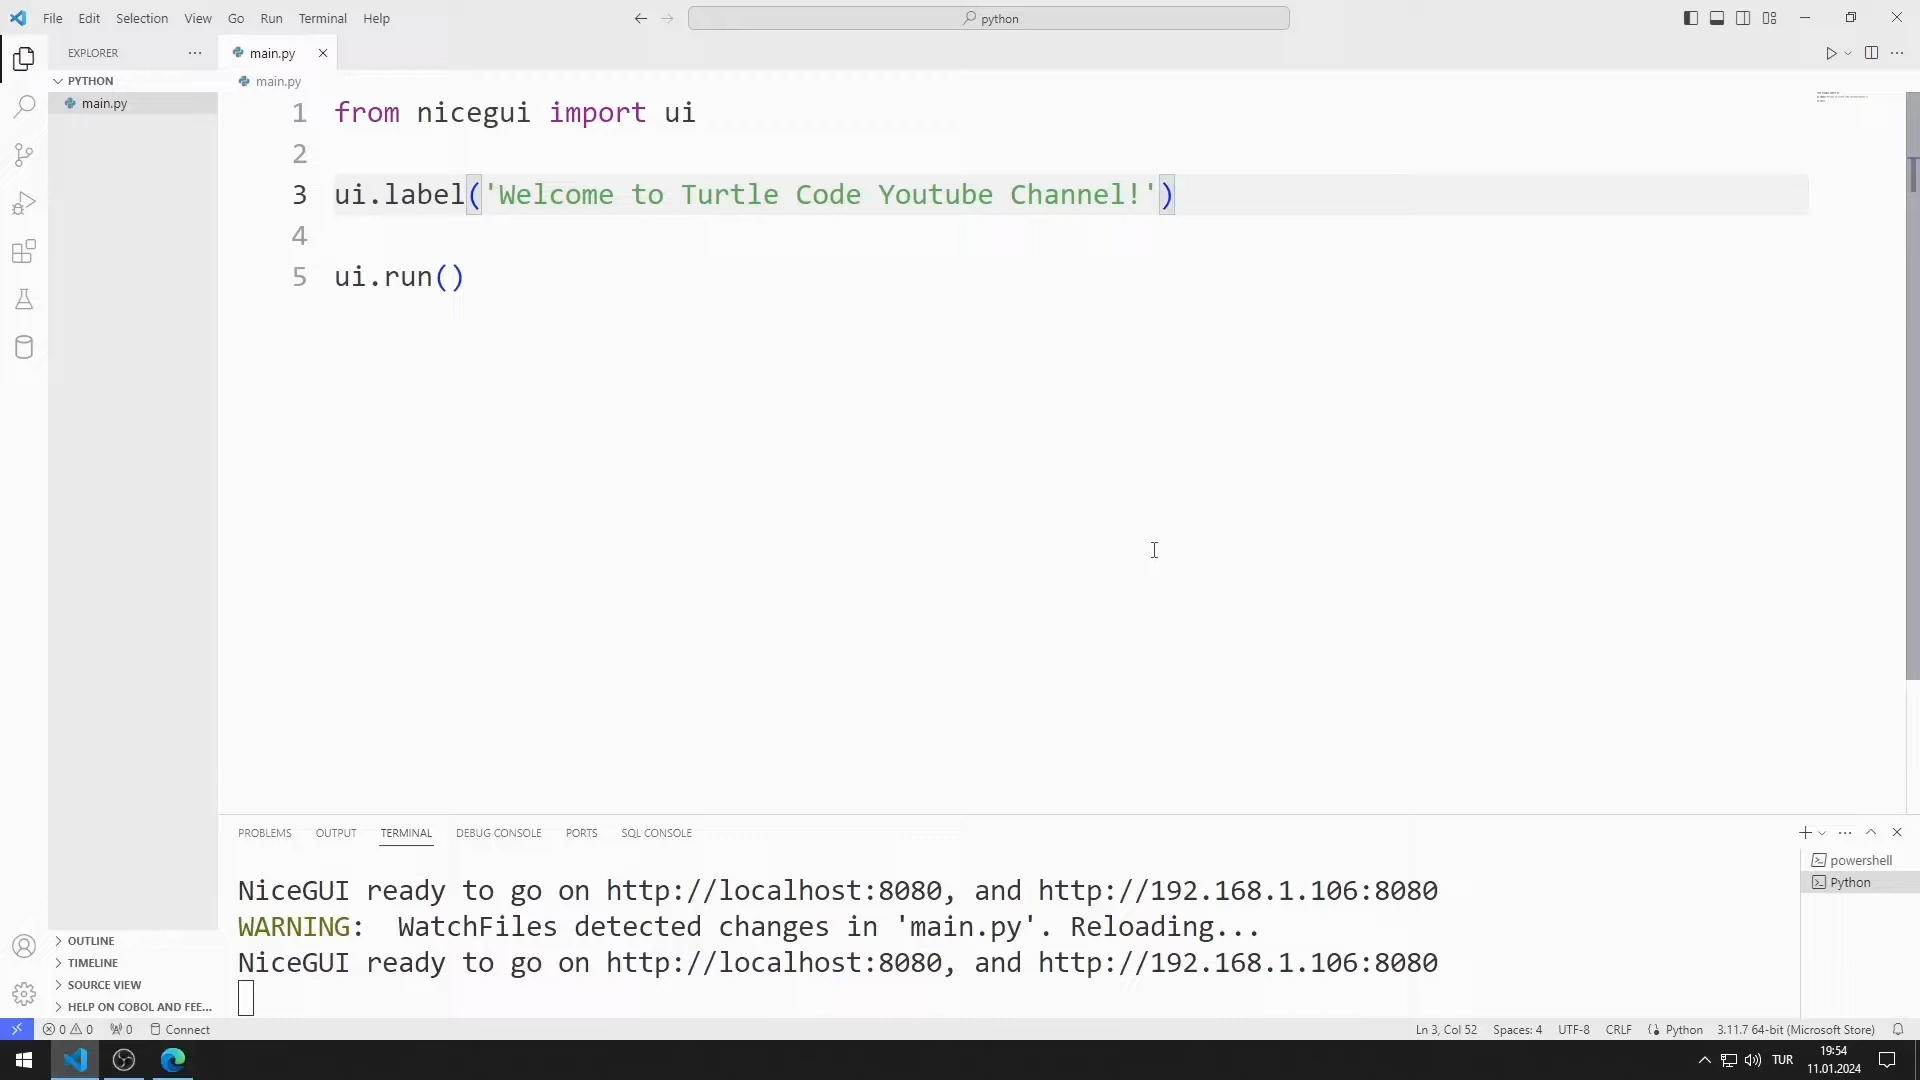 File Edit Selection View Go Run Terminal Help
python
EXPLORER
main.py
PYTHON
main.py
main.py
1 from nicegui import ui
2
3 ui.label('Welcome to Turtle Code Youtube Channel!')
4
5 ui.run()
PROBLEMS OUTPUT TERMINAL DEBUG CONSOLE PORTS SQL CONSOLE
powershell
Python
NiceGUI ready to go on http://localhost:8080, and http://192.168.1.106:8080
WARNING: WatchFiles detected changes in 'main.py'. Reloading...
NiceGUI ready to go on http://localhost:8080, and http://192.168.1.106:8080
OUTLINE
TIMELINE
SOURCE VIEW
HELP ON COBOL AND FEE...
0 0 0 Connect
Ln 3, Col 52 Spaces: 4 UTF-8 CRLF Python 3.11.7 64-bit (Microsoft Store)
TUR
19:54
11.01.2024